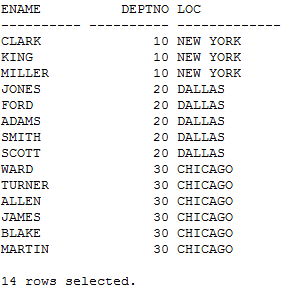 ENAME          DEPTNO LOC
---------- ---------- -------------
CLARK              10 NEW YORK
KING               10 NEW YORK
MILLER             10 NEW YORK
JONES              20 DALLAS
FORD               20 DALLAS
ADAMS              20 DALLAS
SMITH              20 DALLAS
SCOTT              20 DALLAS
WARD               30 CHICAGO
TURNER             30 CHICAGO
ALLEN              30 CHICAGO
JAMES              30 CHICAGO
BLAKE              30 CHICAGO
MARTIN             30 CHICAGO
14 rows selected.